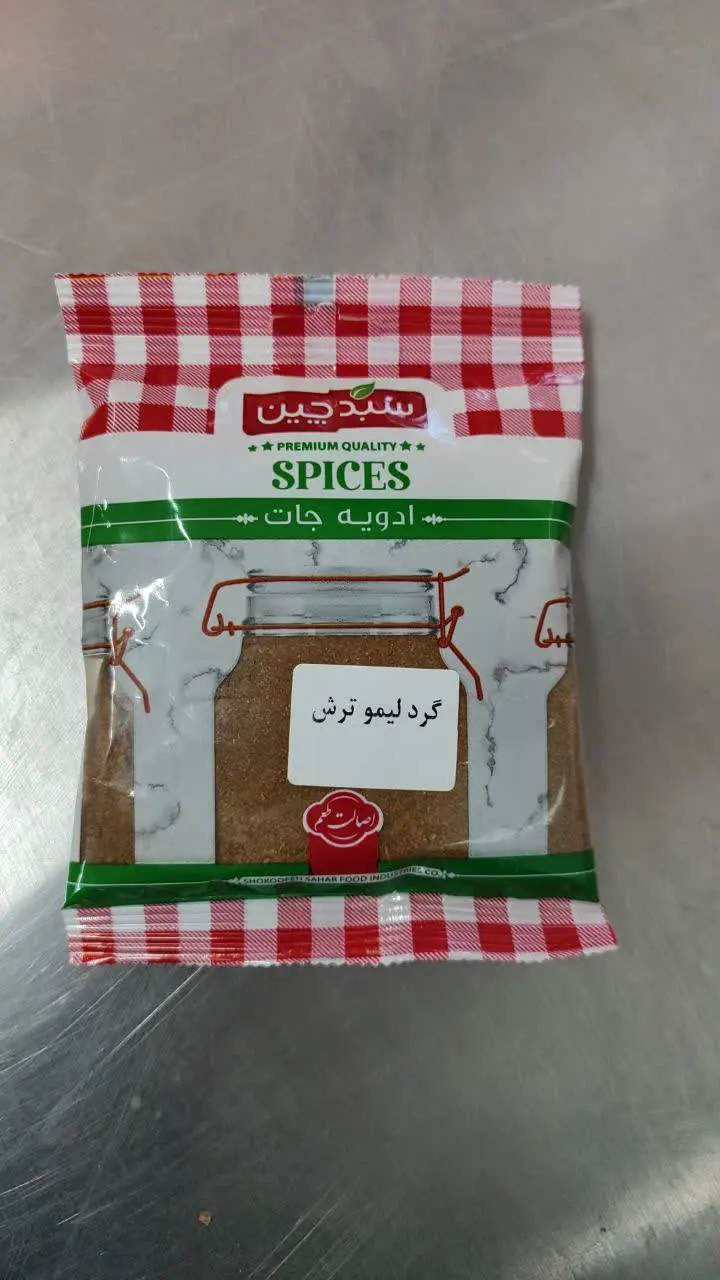 سبدچین
PREMIUM QUALITY
SPICES
ادویه جات
گرد لیمو ترش
اصالت طعم
SHOKOOFEH SAHAR FOOD INDUSTRIES CO.